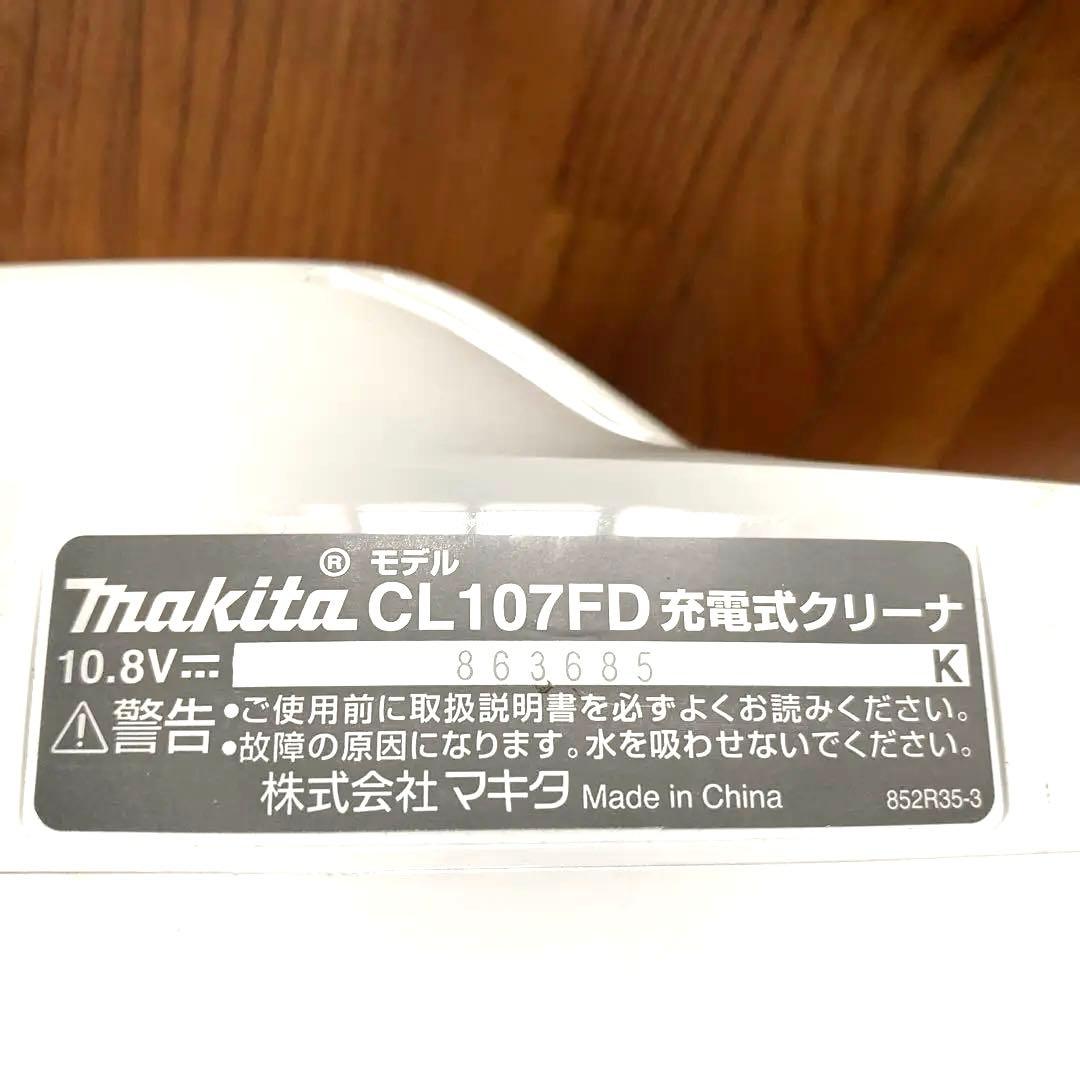 makita® モデル CL107FD 充電式クリーナ
10.8V⎓ 863685 K
⚠警告 •ご使用前に取扱説明書を必ずよくお読みください。
•故障の原因になります。水を吸わせないでください。
株式会社 マキタ Made in China 852R35-3